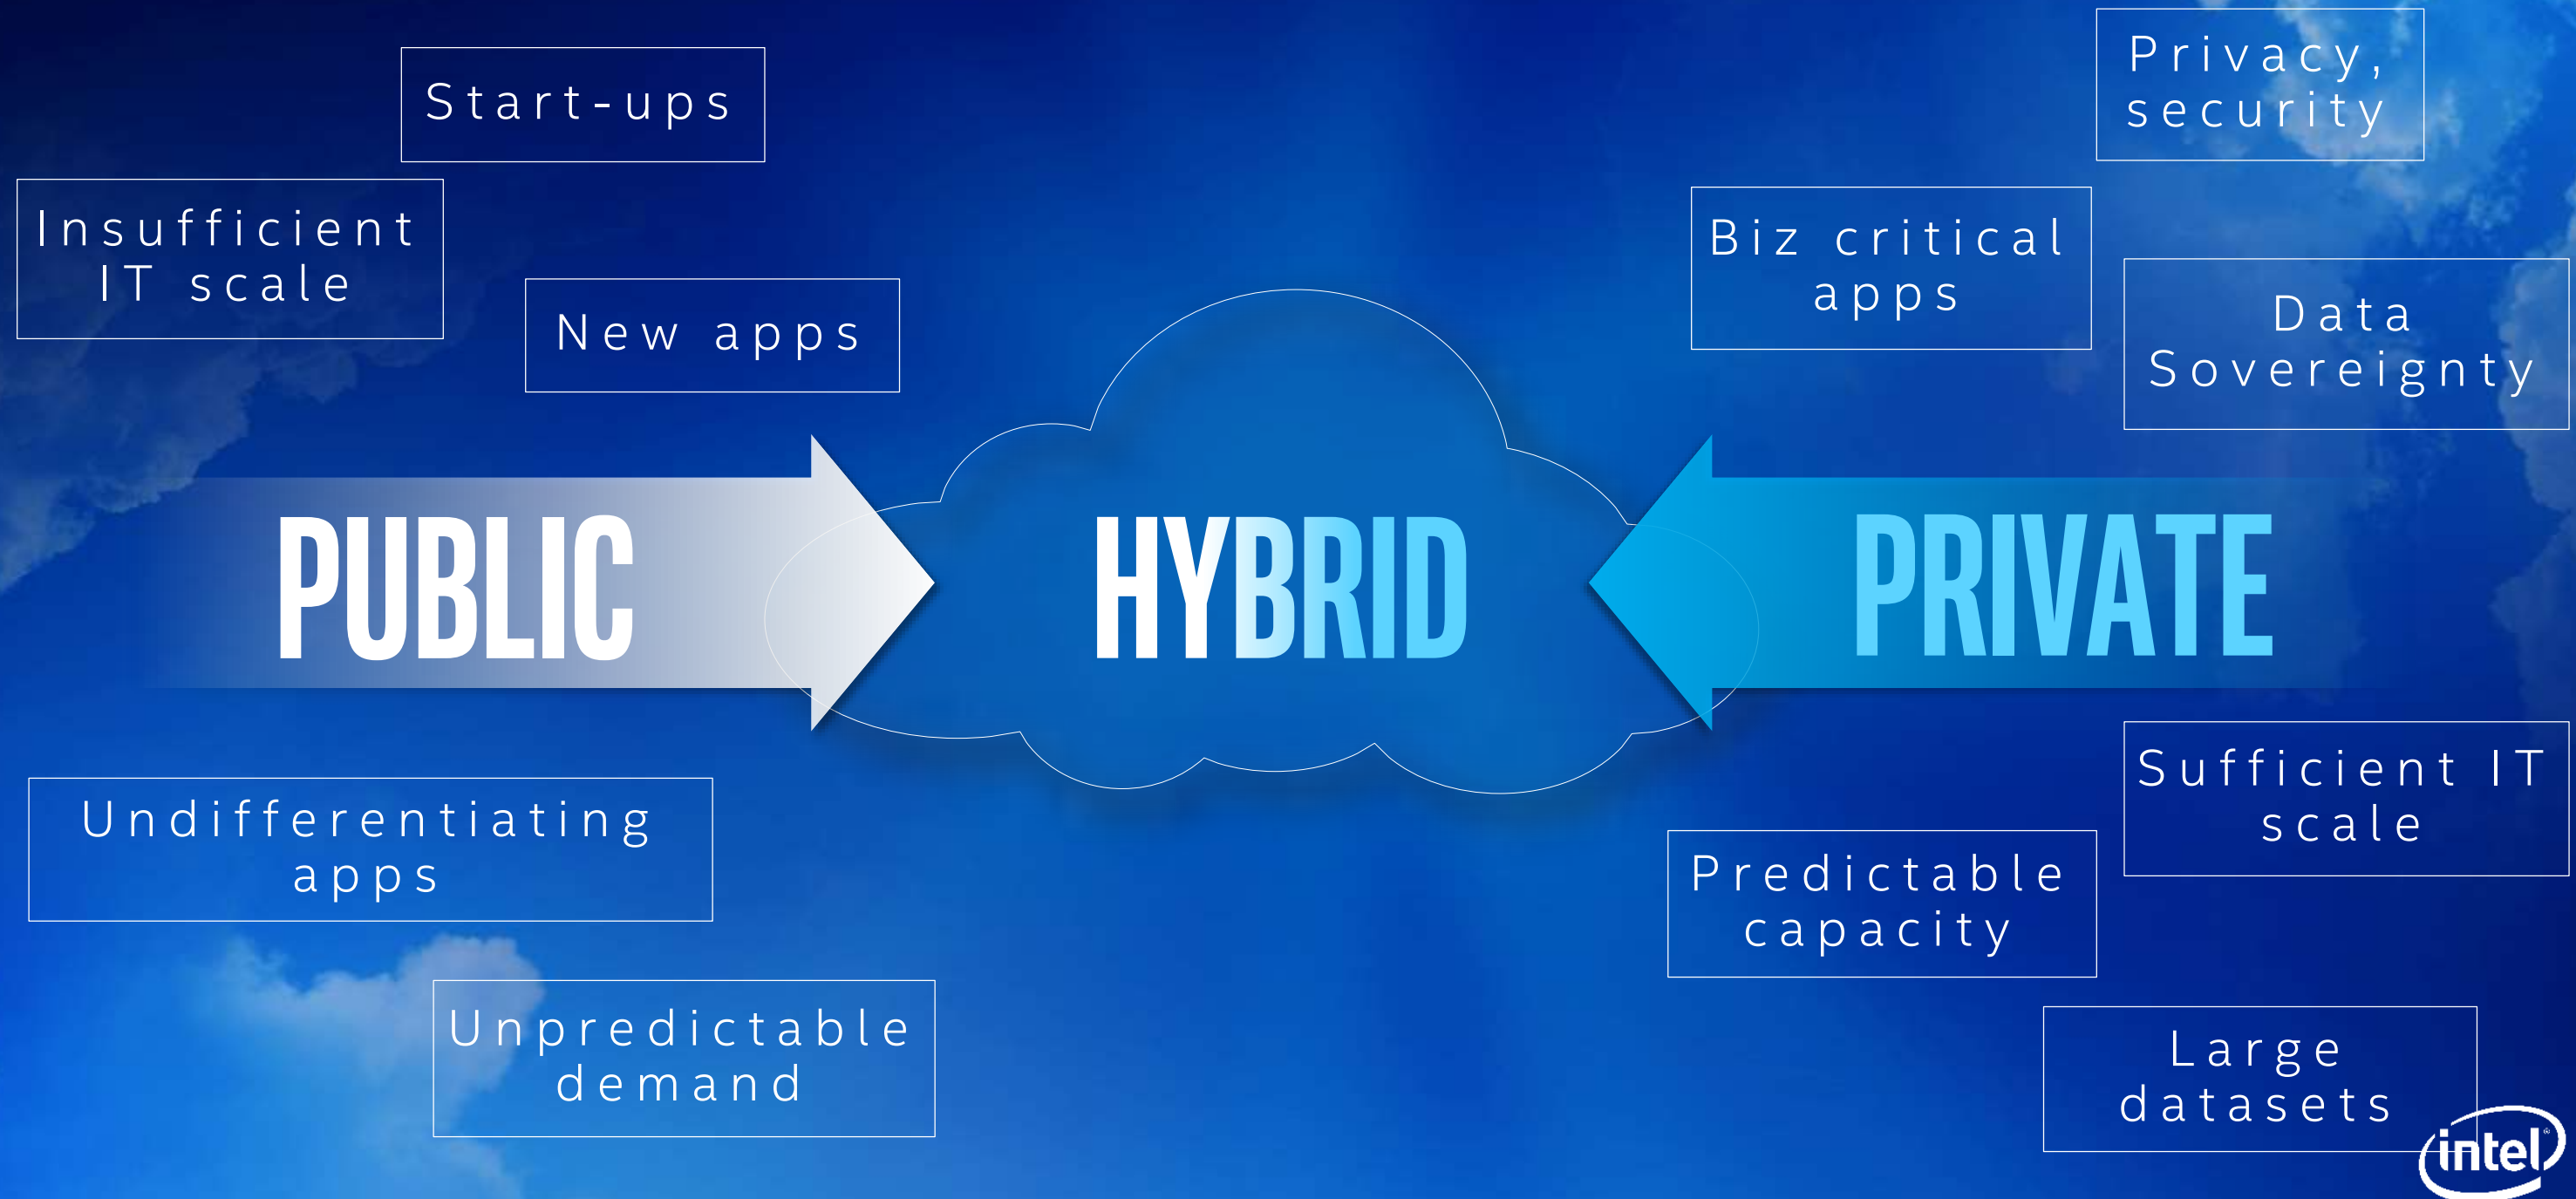 Start-ups
Insufficient
IT scale
New apps
PUBLIC
Undifferentiating
apps
Unpredictable
demand
HYBRID
Privacy,
security
Biz critical
apps
Data
Sovereignty
PRIVATE
Sufficient IT
scale
Predictable
capacity
Large
datasets
intel®